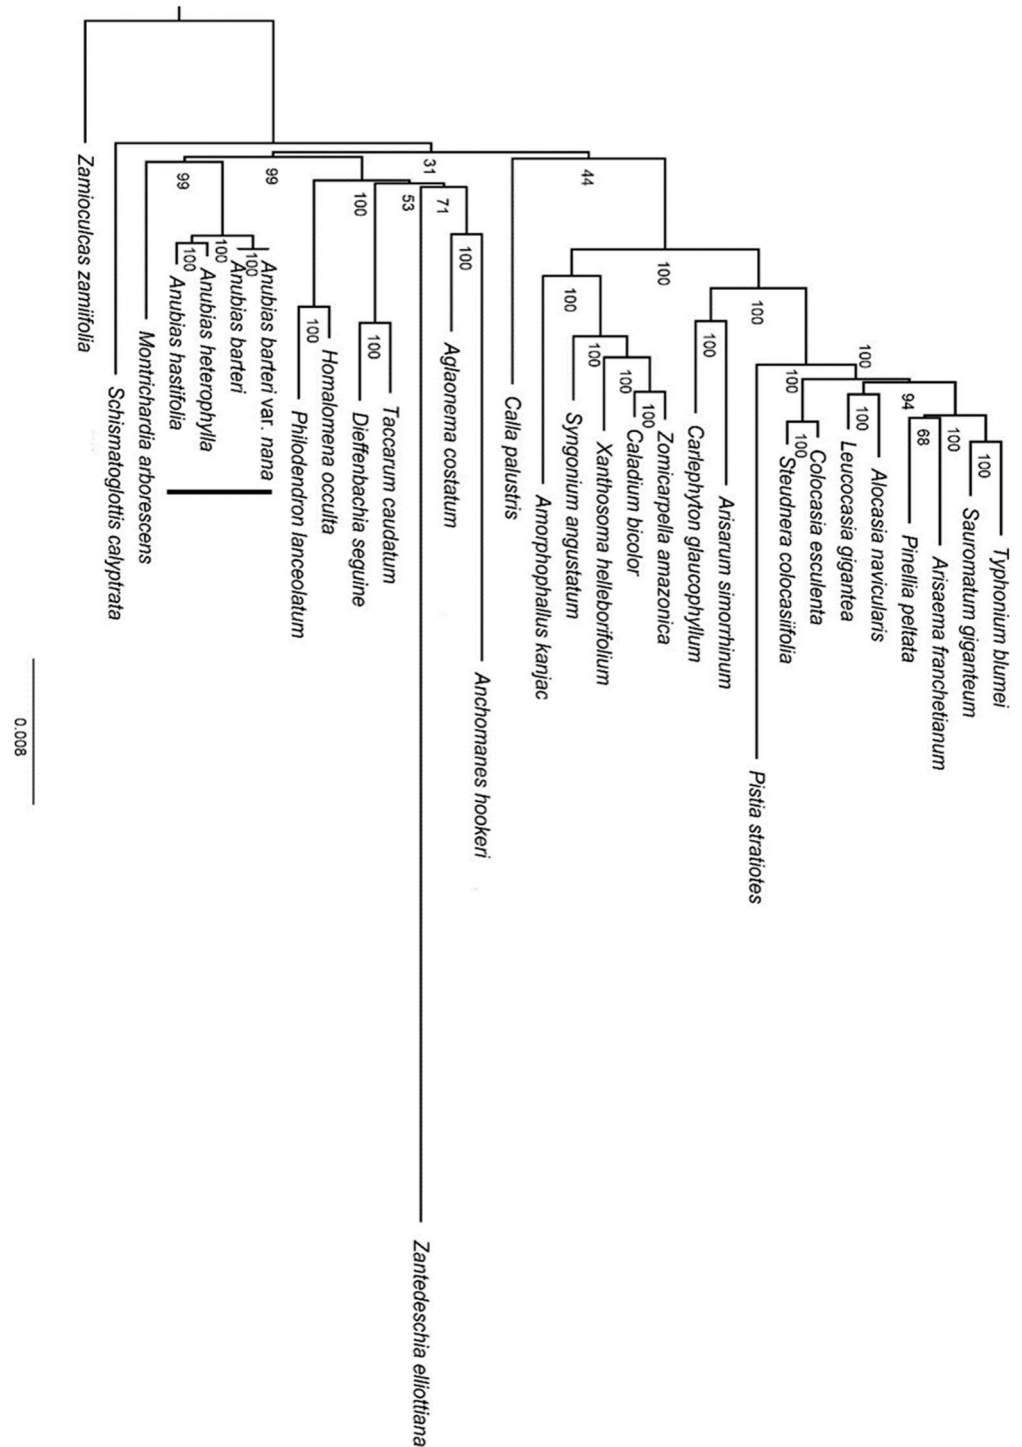 Typhonium blumei
Sauromatum giganteum
Arisaema franchetianum
Pinellia peltata
Alocasia navicularis
Leucocasia gigantea
Colocasia esculenta
Steudnera colocasiifolia
Pistia stratiotes
Arisarum simorrhinum
Carlephyton glaucophyllum
Zomicarpella amazonica
Caladium bicolor
Xanthosoma helleborifolium
Syngonium angustatum
Amorphophallus kanjac
Calla palustris
Anchomanes hookeri
Aglaonema costatum
Zantedeschia elliottiana
Taccarum caudatum
Dieffenbachia seguine
Homalomena occulta
Philodendron lanceolatum
Anubias barteri var. nana
Anubias barteri
Anubias heterophylla
Anubias hastifolia
Montrichardia arborescens
Schismatoglottis calyptrata
Zamioculcas zamiifolia
100
100
68
94
100
100
100
100
100
100
100
100
100
100
100
44
31
100
71
53
100
100
100
99
100
100
100
99
0.008